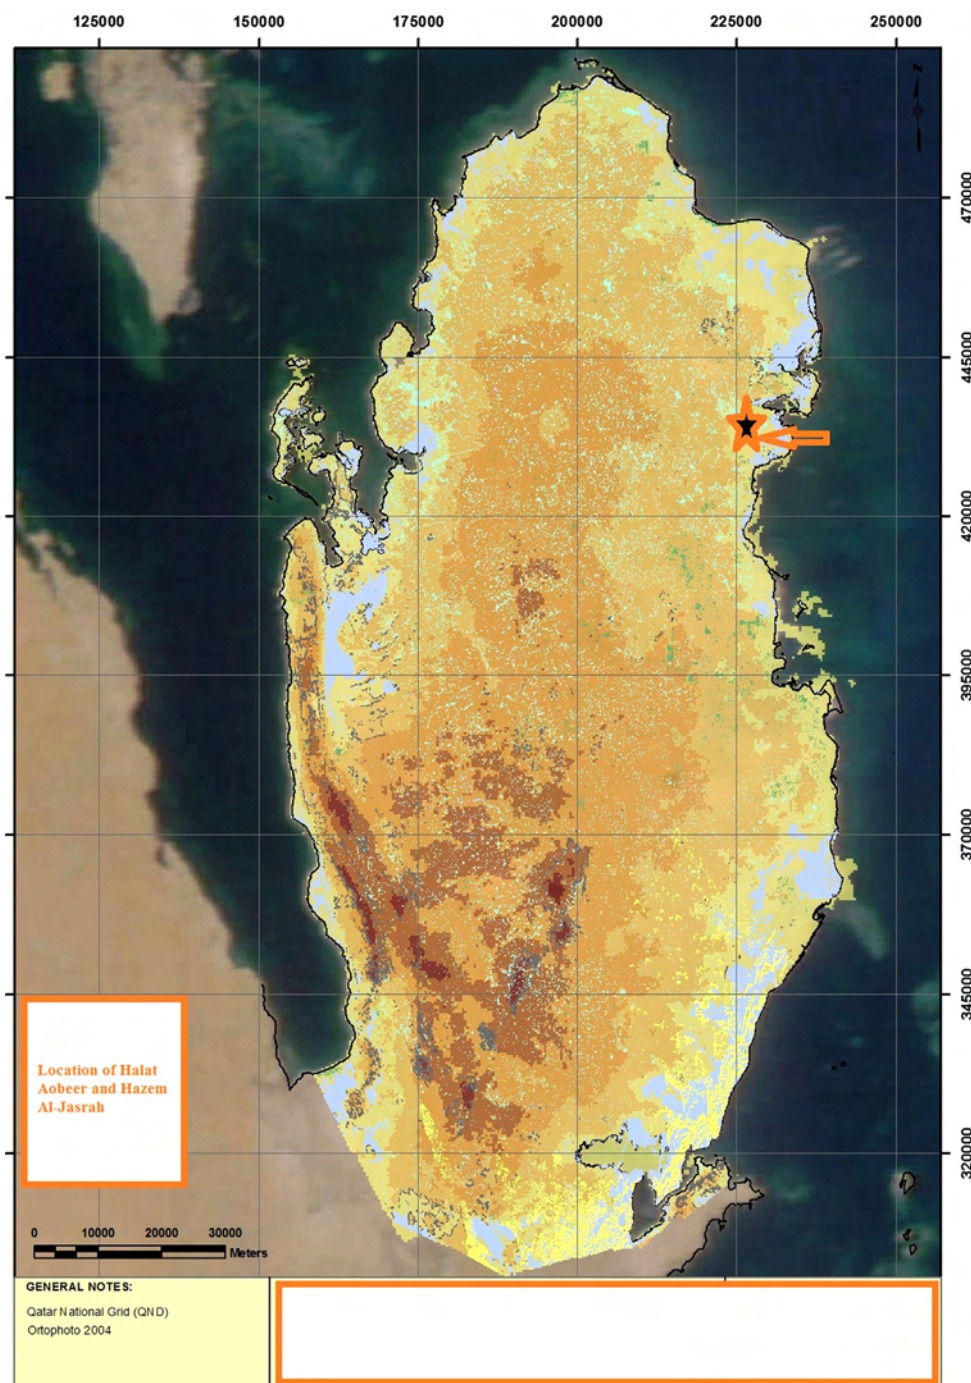 125000 150000 175000 200000 225000 250000
N
470000
445000
420000
395000
370000
345000
320000
Location of Halat
Aobeer and Hazem
Al-Jasrah
0 10000 20000 30000
Meters
GENERAL NOTES:
Qatar National Grid (QND)
Ortophoto 2004